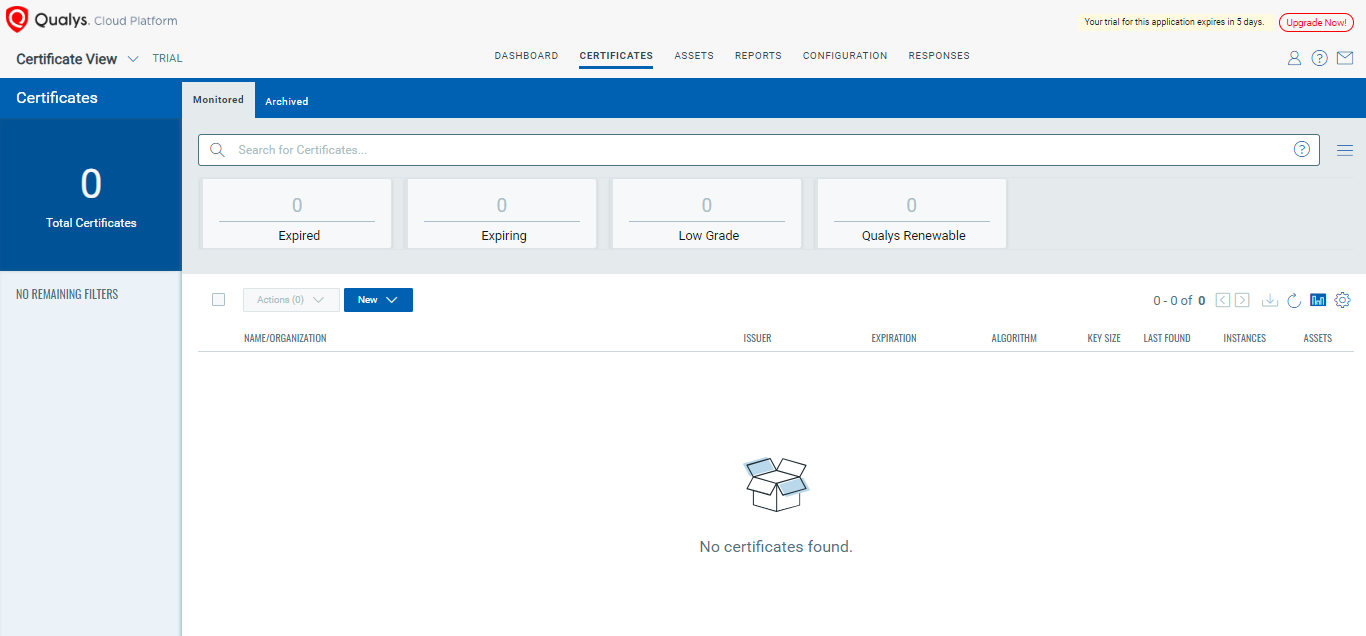 Qualys. Cloud Platform
Your trial for this application expires in 5 days.
Upgrade Now!
Certificate View
TRIAL
DASHBOARD
CERTIFICATES
ASSETS
REPORTS
CONFIGURATION
RESPONSES
Certificates
Monitored
Archived
0
Total Certificates
Search for Certificates...
0
Expired
0
Expiring
0
Low Grade
0
Qualys Renewable
NO REMAINING FILTERS
Actions (0)
New
0 - 0 of 0
NAME/ORGANIZATION
ISSUER
EXPIRATION
ALGORITHM
KEY SIZE
LAST FOUND
INSTANCES
ASSETS
No certificates found.